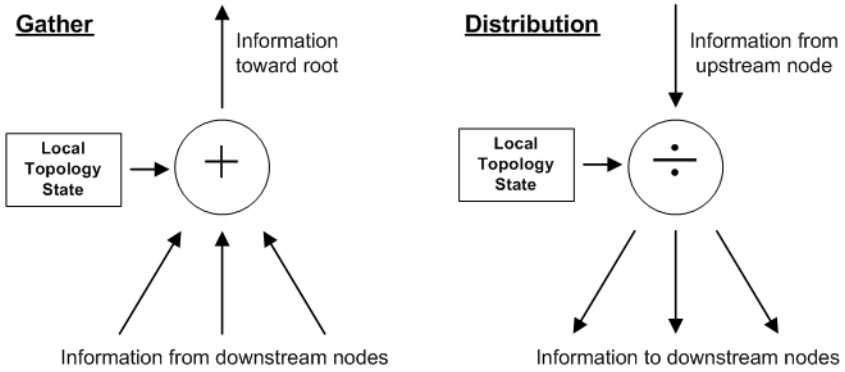 Gather
Information
toward root
Local
Topology
State
+
Information from downstream nodes
Distribution
Information from
upstream node
Local
Topology
State
÷
Information to downstream nodes